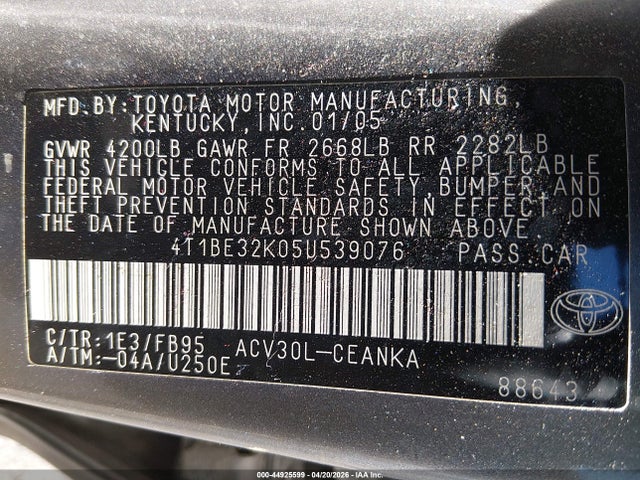 MFD.BY: TOYOTA MOTOR MANUFACTURING,
KENTUCKY, INC. 01/05
GVWR 4200LB GAWR FR 2668LB RR 2282LB
THIS VEHICLE CONFORMS TO ALL APPLICABLE
FEDERAL MOTOR VEHICLE SAFETY, BUMPER, AND
THEFT PREVENTION STANDARDS IN EFFECT ON
THE DATE OF MANUFACTURE SHOWN ABOVE.
4T1BE32K05U539076 PASS.CAR
C/TR: 1E3/FB95 ACV30L-CEANKA
A/TM: -04A/U250E
88643
000-44925599 - 04/20/2026 - IAA